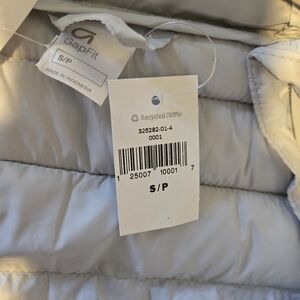 GapFit
S/P
MADE IN INDONESIA
Recycled (100%)
325282-01-4
0001
1 25007 10001 7
S/P